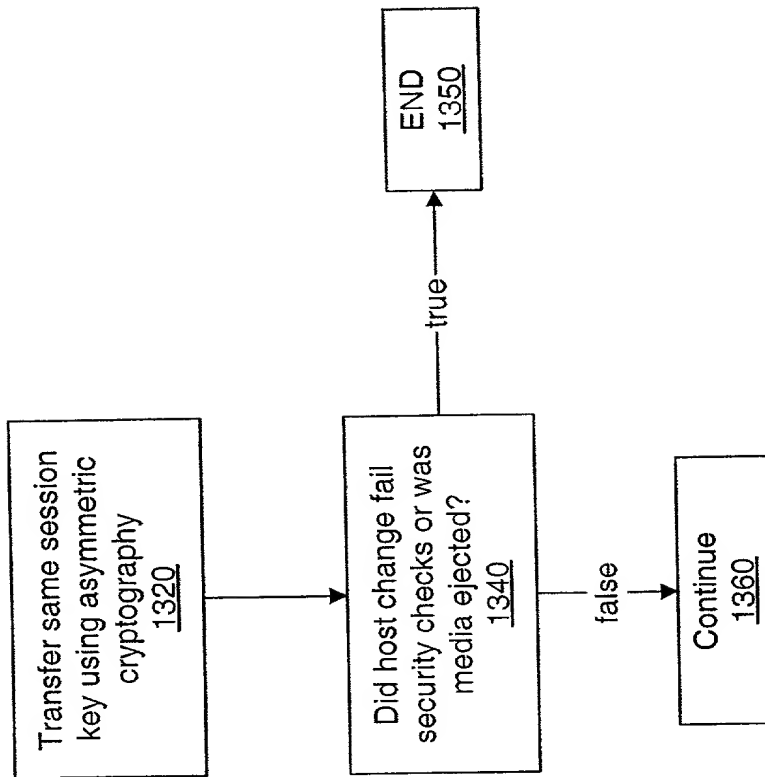 Transfer same session
key using asymmetric
cryptography
1320
Did host change fail
security checks or was
media ejected?
1340
true
END
1350
false
Continue
1360